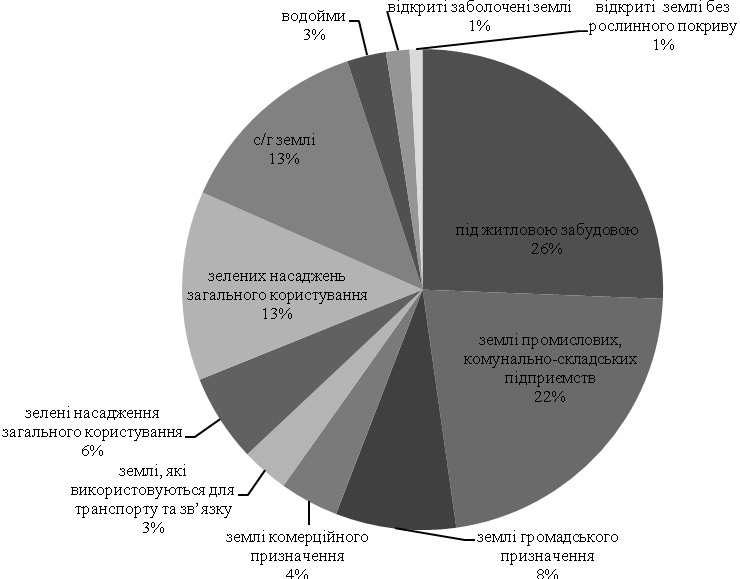 водойми
3%
відкриті заболочені землі
1%
відкриті землі без
рослинного покриву
1%
с/г землі
13%
під житловою забудовою
26%
зелених насаджень
загального користування
13%
землі промислових,
комунально-складських
підприємств
22%
зелені насадження
загального користування
6%
землі, які
використовуються для
транспорту та зв’язку
3%
землі комерційного
призначення
4%
землі громадського
призначення
8%